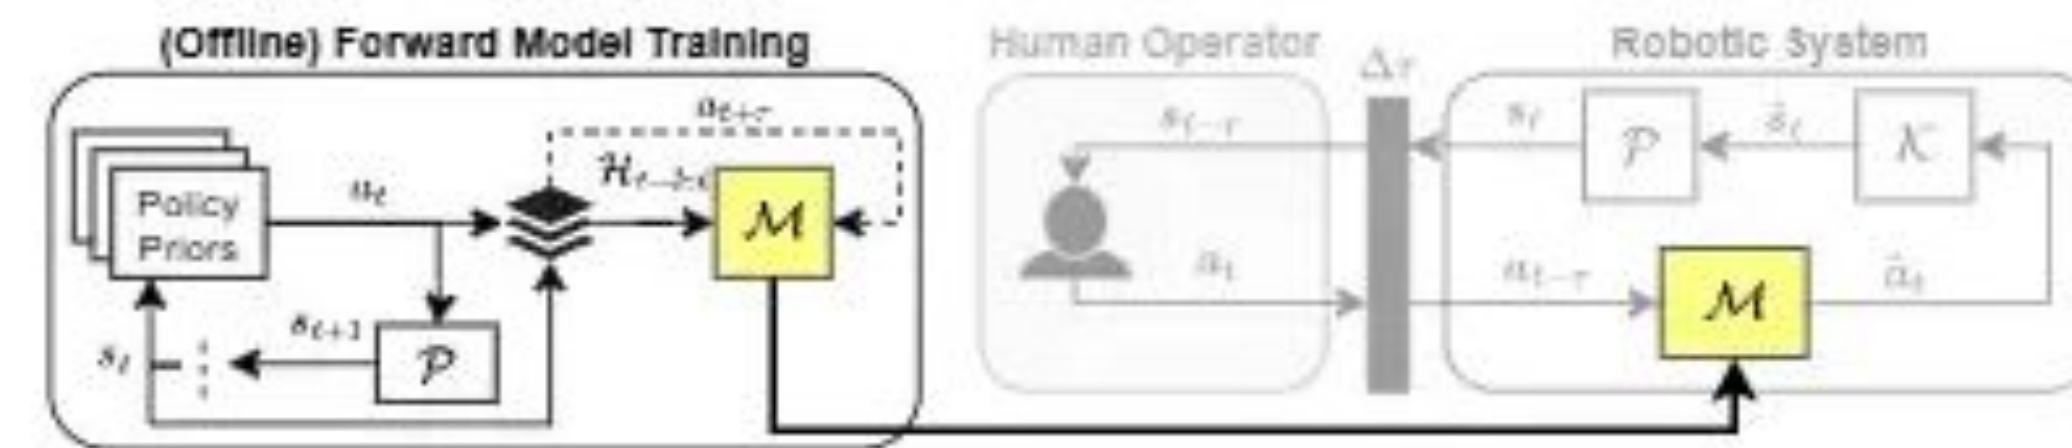 (Offline) Forward Model Training
Human Operator
Robotic System
Δτ
a_{t+τ}
s_{t-τ}
s_t
𝒫
ŝ_t
𝒦
Policy
Priors
a_t
ℳ
a_t
a_{t-τ}
ℳ
â_t
s_{t+1}
s_t
𝒫